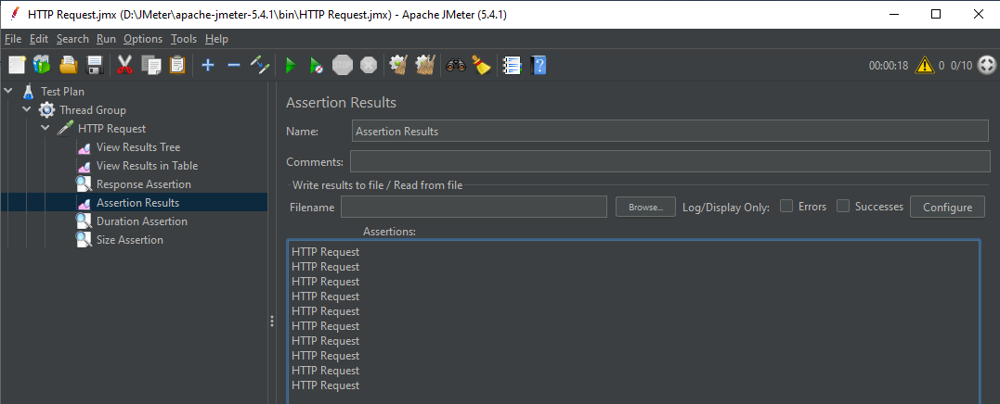 HTTP Request.jmx (D:\JMeter\apache-jmeter-5.4.1\bin\HTTP Request.jmx) - Apache JMeter (5.4.1)
File Edit Search Run Options Tools Help
STOP 00:00:18 0 0/10
Test Plan
Thread Group
HTTP Request
View Results Tree
View Results in Table
Response Assertion
Assertion Results
Duration Assertion
Size Assertion
Assertion Results
Name: Assertion Results
Comments:
Write results to file / Read from file
Filename Browse... Log/Display Only: Errors Successes Configure
Assertions:
HTTP Request
HTTP Request
HTTP Request
HTTP Request
HTTP Request
HTTP Request
HTTP Request
HTTP Request
HTTP Request
HTTP Request